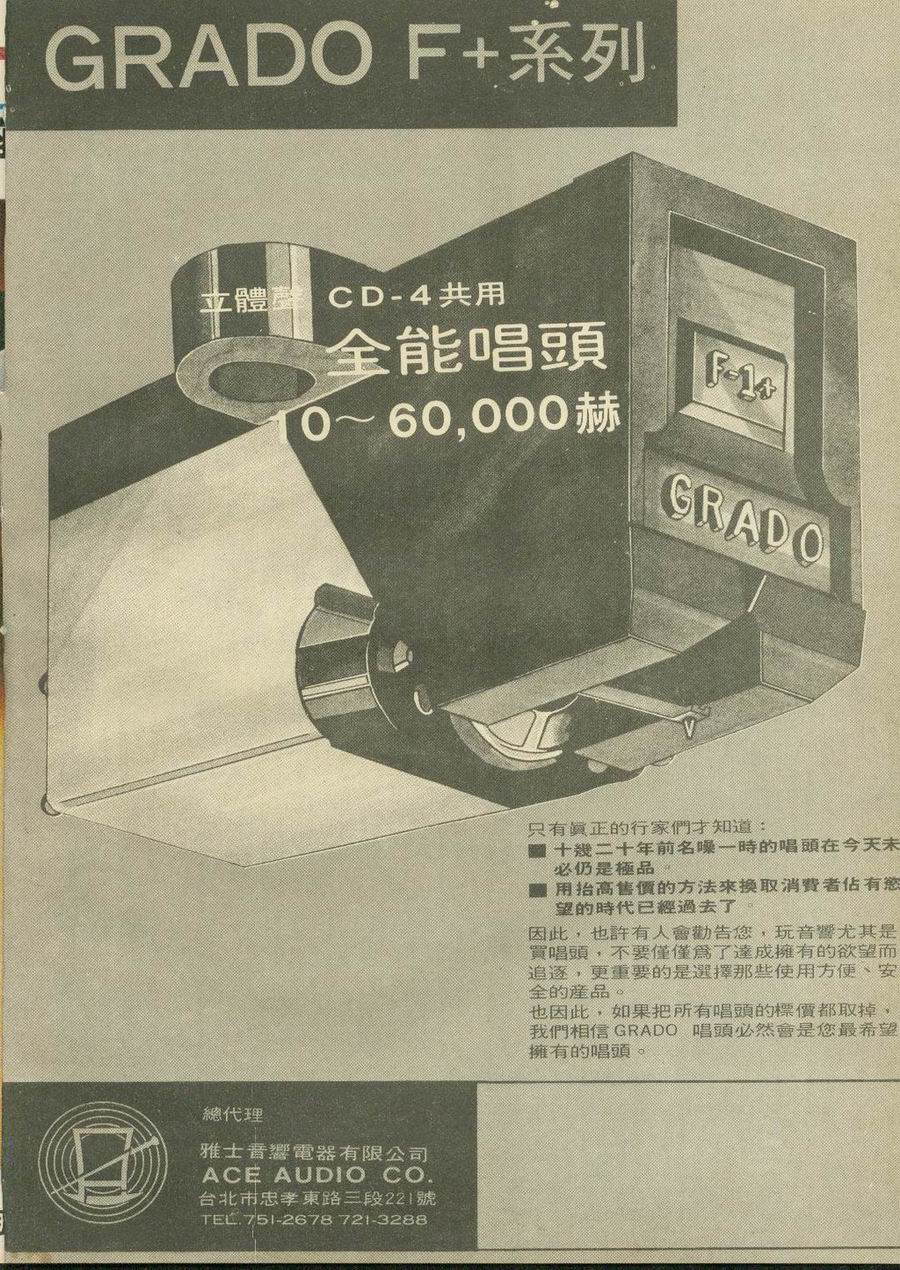 GRADO F+系列
立體聲 CD-4共用
全能唱頭
10～60,000赫
F-1+
GRADO
只有眞正的行家們才知道：
■ 十幾二十年前名噪一時的唱頭在今天未
必仍是極品。
■ 用抬高售價的方法來換取消費者佔有慾
望的時代已經過去了。
因此，也許有人會勸告您，玩音響尤其是
買唱頭，不要僅僅爲了達成擁有的欲望而
追逐，更重要的是選擇那些使用方便、安
全的産品。
也因此，如果把所有唱頭的標價都取掉，
我們相信GRADO 唱頭必然會是您最希望
擁有的唱頭。
總代理
雅士音響電器有限公司
ACE AUDIO CO.
台北市忠孝東路三段221號
TEL.751-2678 721-3288